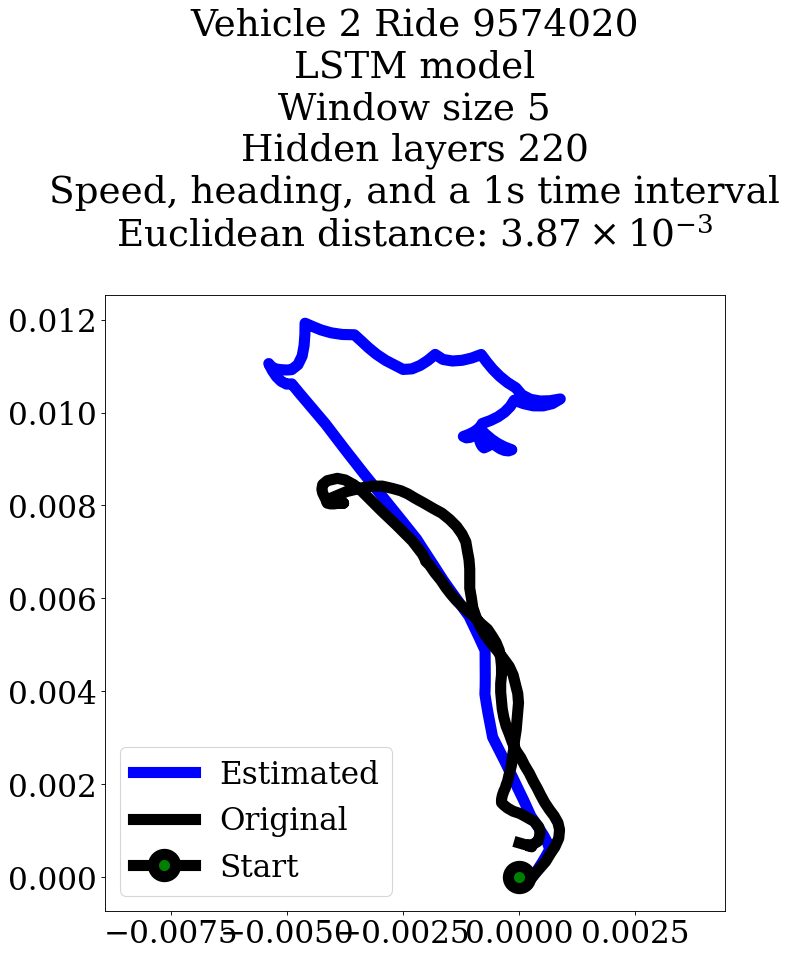 Vehicle 2 Ride 9574020
LSTM model
Window size 5
Hidden layers 220
Speed, heading, and a 1s time interval
Euclidean distance: 3.87 × 10⁻³
0.012
0.010
0.008
0.006
0.004
0.002
0.000
Estimated
Original
Start
−0.0075 −0.0050 −0.0025 0.0000 0.0025